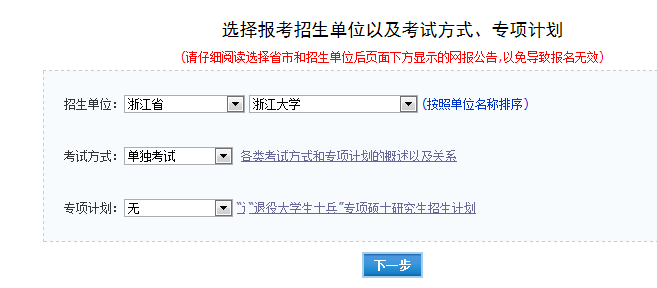 选择报考招生单位以及考试方式、专项计划
（请仔细阅读选择省市和招生单位后页面下方显示的网报公告,以免导致报名无效）
招生单位： 浙江省 浙江大学 (按照单位名称排序)
考试方式： 单独考试 各类考试方式和专项计划的概述以及关系
专项计划： 无 “退役大学生士兵”专项硕士研究生招生计划
下一步